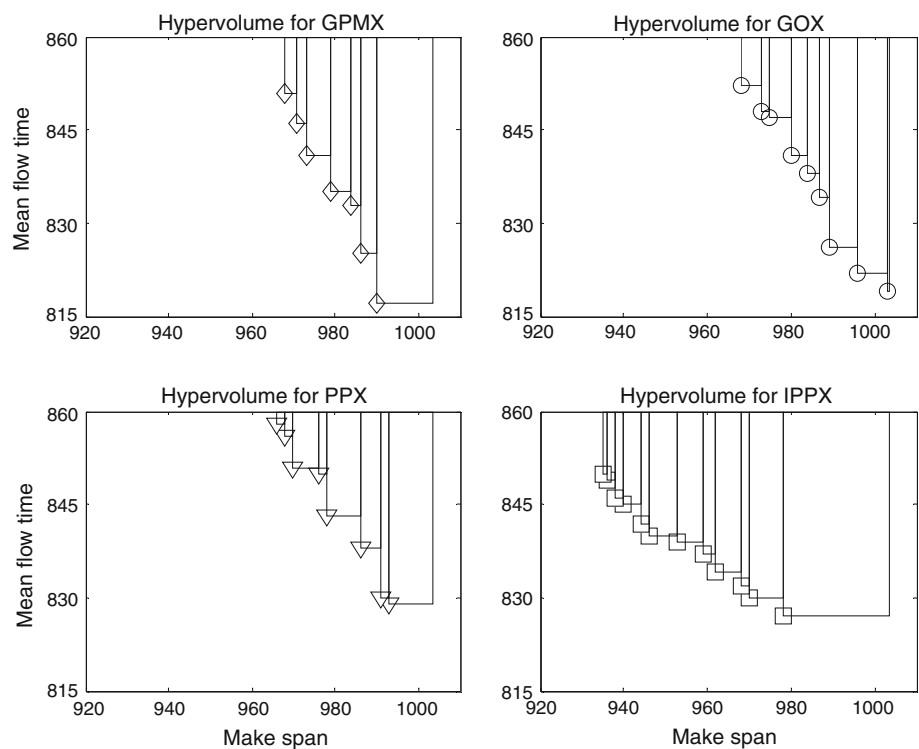 Hypervolume for GPMX
860
845
830
815
Mean flow time
920 940 960 980 1000
Hypervolume for GOX
860
845
830
815
920 940 960 980 1000
Hypervolume for PPX
860
845
830
815
Mean flow time
920 940 960 980 1000
Make span
Hypervolume for IPPX
860
845
830
815
920 940 960 980 1000
Make span